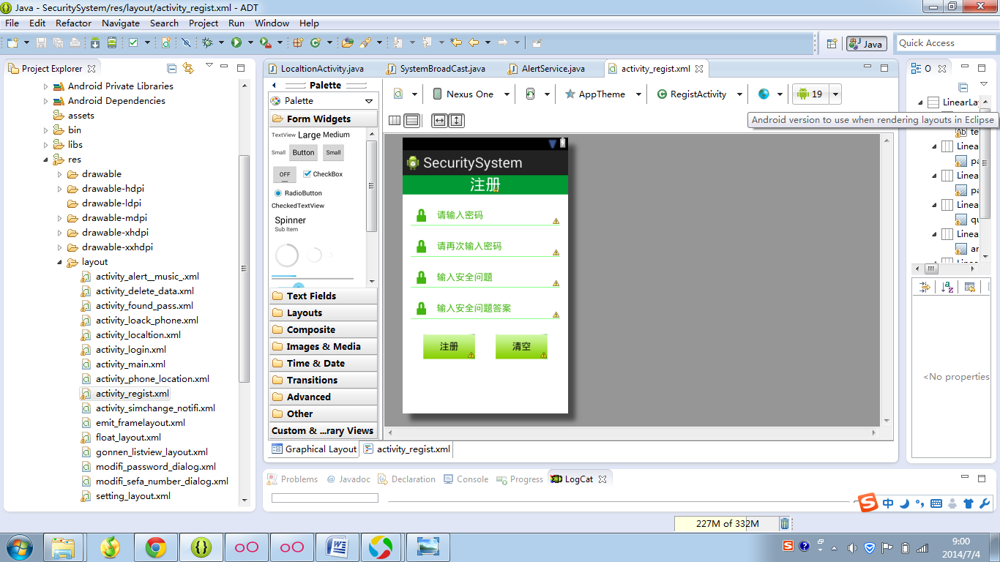 Java - SecuritySystem/res/layout/activity_regist.xml - ADT
File Edit Refactor Navigate Search Project Run Window Help
Java
Quick Access
Project Explorer
Android Private Libraries
Android Dependencies
assets
bin
libs
res
drawable
drawable-hdpi
drawable-ldpi
drawable-mdpi
drawable-xhdpi
drawable-xxhdpi
layout
activity_alert__music_.xml
activity_delete_data.xml
activity_found_pass.xml
activity_loack_phone.xml
activity_localtion.xml
activity_login.xml
activity_main.xml
activity_phone_location.xml
activity_regist.xml
activity_simchange_notifi.xml
emit_framelayout.xml
float_layout.xml
gonnen_listview_layout.xml
modifi_password_dialog.xml
modifi_sefa_number_dialog.xml
setting_layout.xml
LocaltionActivity.java
SystemBroadCast.java
AlertService.java
activity_regist.xml
Palette
Palette
Form Widgets
TextView Large Medium
Small Button Small
OFF CheckBox
RadioButton
CheckedTextView
Spinner
Sub Item
Text Fields
Layouts
Composite
Images & Media
Time & Date
Transitions
Advanced
Other
Custom & ...rary Views
Nexus One
AppTheme
RegistActivity
19
Android version to use when rendering layouts in Eclipse
SecuritySystem
注册
请输入密码
请再次输入密码
输入安全问题
输入安全问题答案
注册 清空
Graphical Layout
activity_regist.xml
O
LinearLa
Ab te
Linea
pa
Linea
pa
Linea
qu
Linea
an
<No properties
Problems
@ Javadoc
Declaration
Console
Progress
LogCat
中
227M of 332M
9:00
2014/7/4